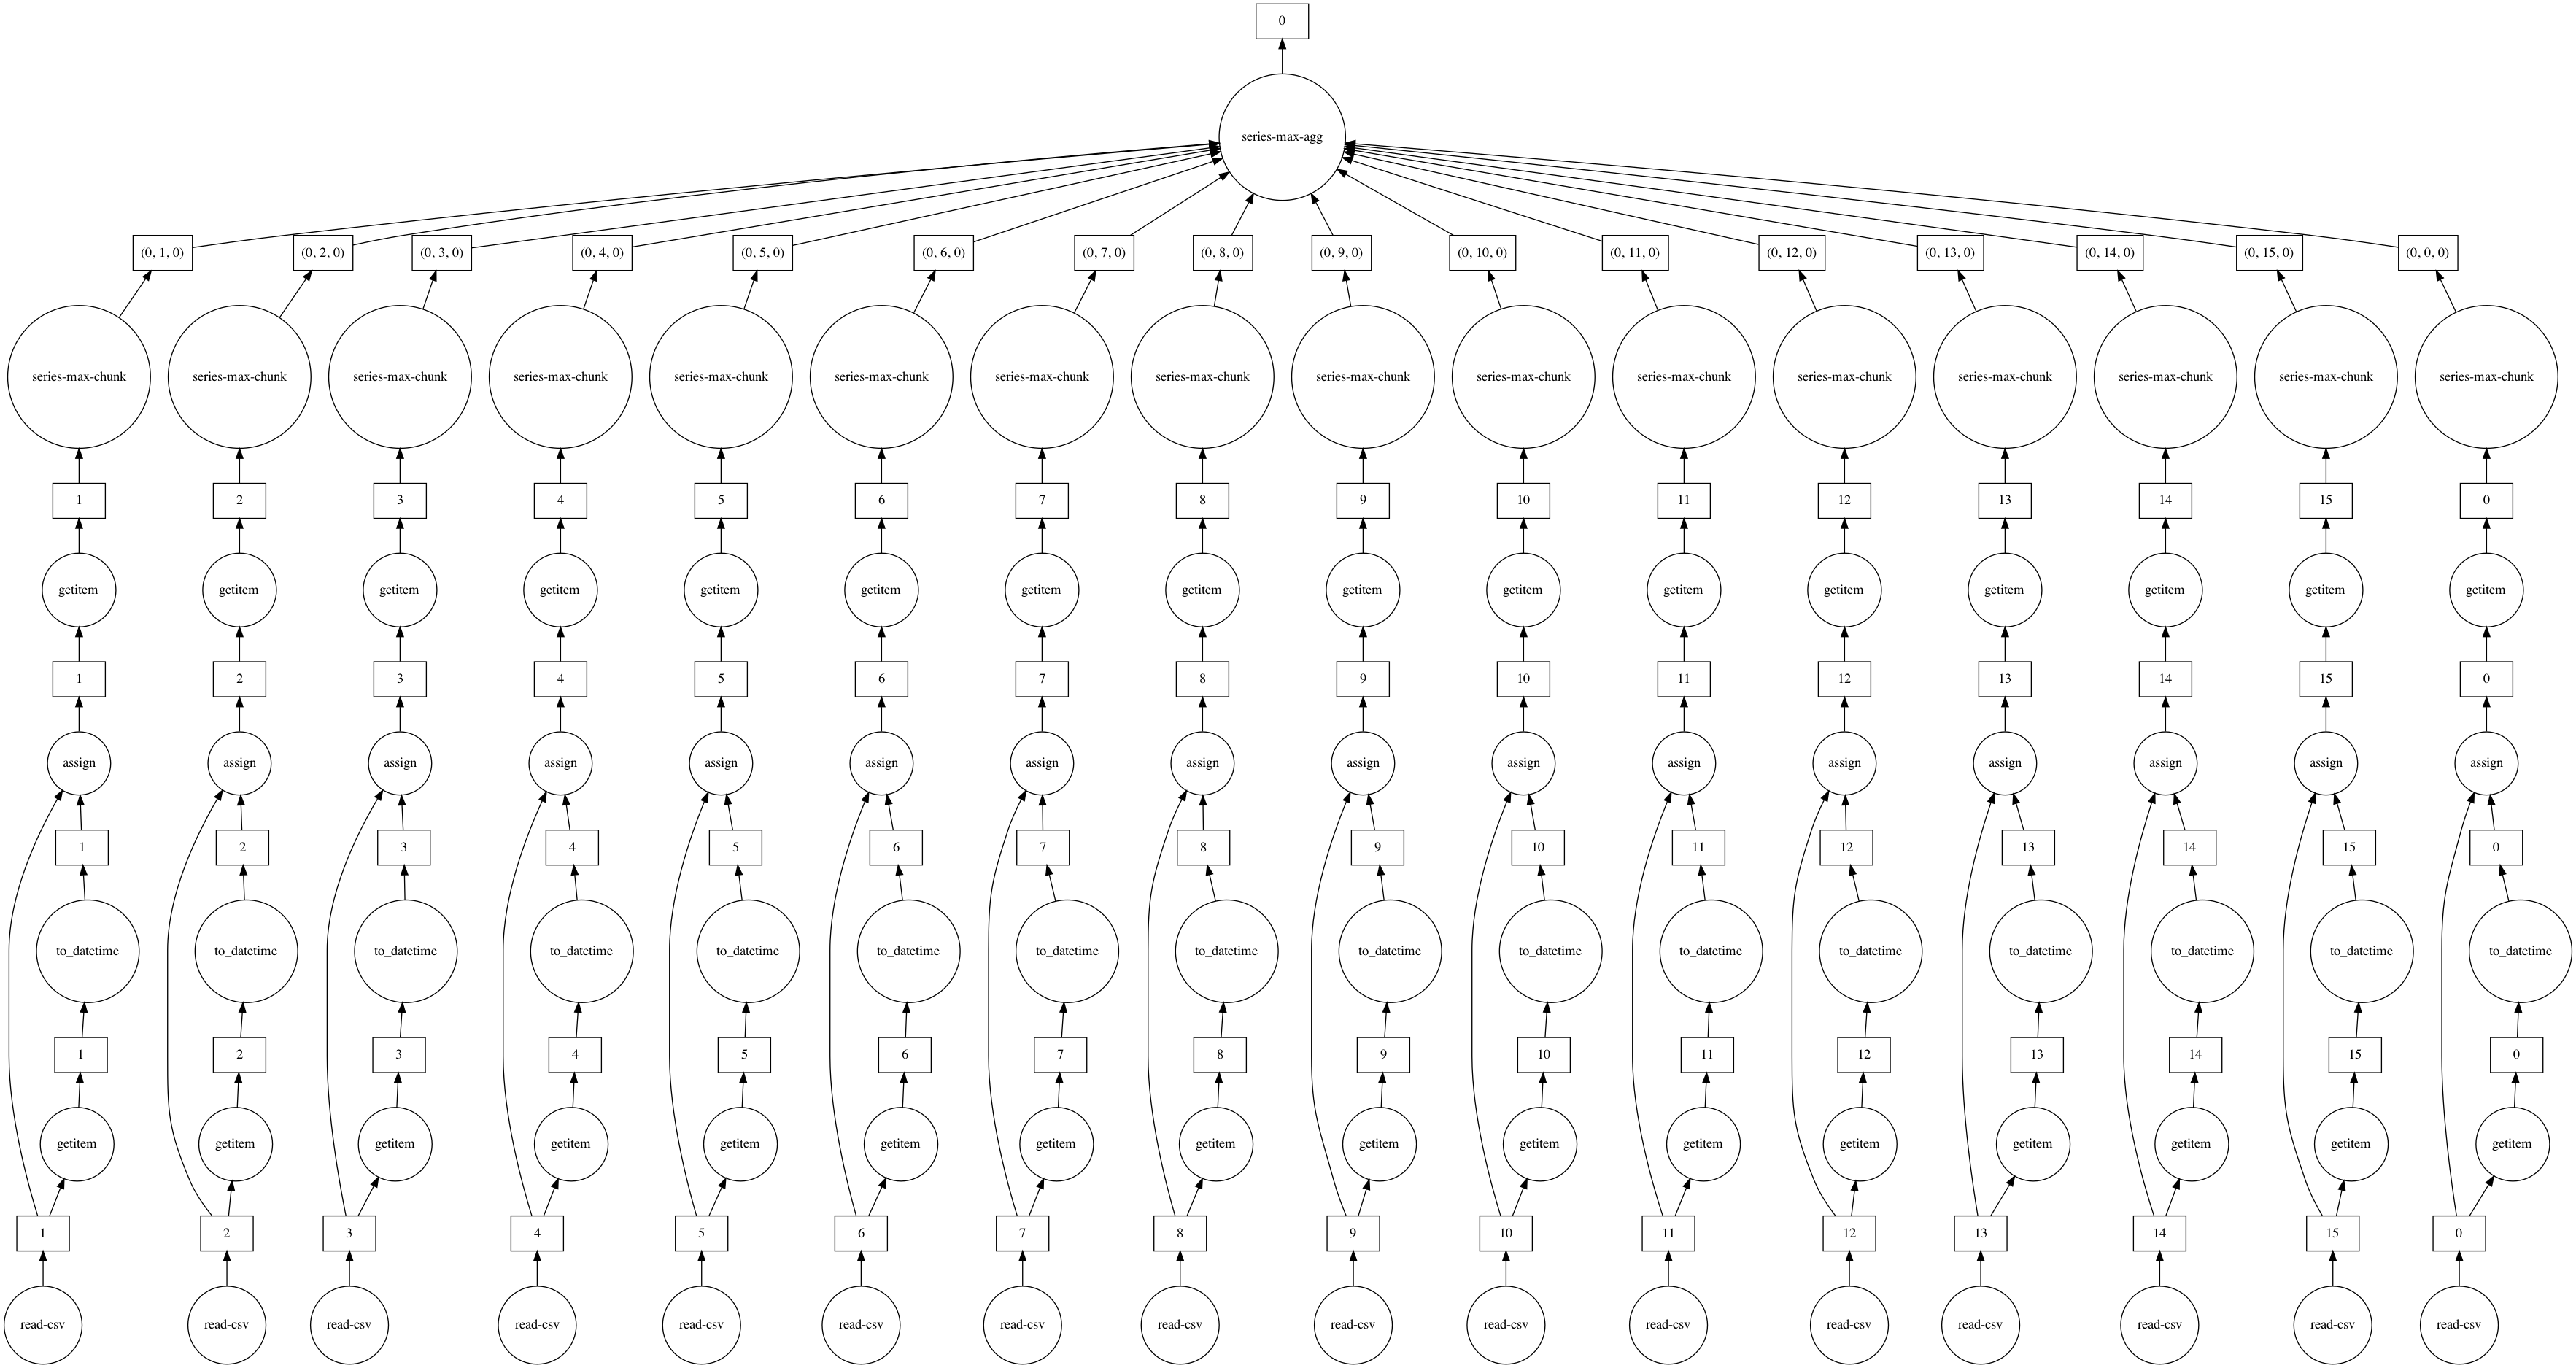 0
series-max-agg
(0, 1, 0) (0, 2, 0) (0, 3, 0) (0, 4, 0) (0, 5, 0) (0, 6, 0) (0, 7, 0) (0, 8, 0) (0, 9, 0) (0, 10, 0) (0, 11, 0) (0, 12, 0) (0, 13, 0) (0, 14, 0) (0, 15, 0) (0, 0, 0)
series-max-chunk series-max-chunk series-max-chunk series-max-chunk series-max-chunk series-max-chunk series-max-chunk series-max-chunk series-max-chunk series-max-chunk series-max-chunk series-max-chunk series-max-chunk series-max-chunk series-max-chunk series-max-chunk
1 2 3 4 5 6 7 8 9 10 11 12 13 14 15 0
getitem getitem getitem getitem getitem getitem getitem getitem getitem getitem getitem getitem getitem getitem getitem getitem
1 2 3 4 5 6 7 8 9 10 11 12 13 14 15 0
assign assign assign assign assign assign assign assign assign assign assign assign assign assign assign assign
1 2 3 4 5 6 7 8 9 10 11 12 13 14 15 0
to_datetime to_datetime to_datetime to_datetime to_datetime to_datetime to_datetime to_datetime to_datetime to_datetime to_datetime to_datetime to_datetime to_datetime to_datetime to_datetime
1 2 3 4 5 6 7 8 9 10 11 12 13 14 15 0
getitem getitem getitem getitem getitem getitem getitem getitem getitem getitem getitem getitem getitem getitem getitem getitem
1 2 3 4 5 6 7 8 9 10 11 12 13 14 15 0
read-csv read-csv read-csv read-csv read-csv read-csv read-csv read-csv read-csv read-csv read-csv read-csv read-csv read-csv read-csv read-csv